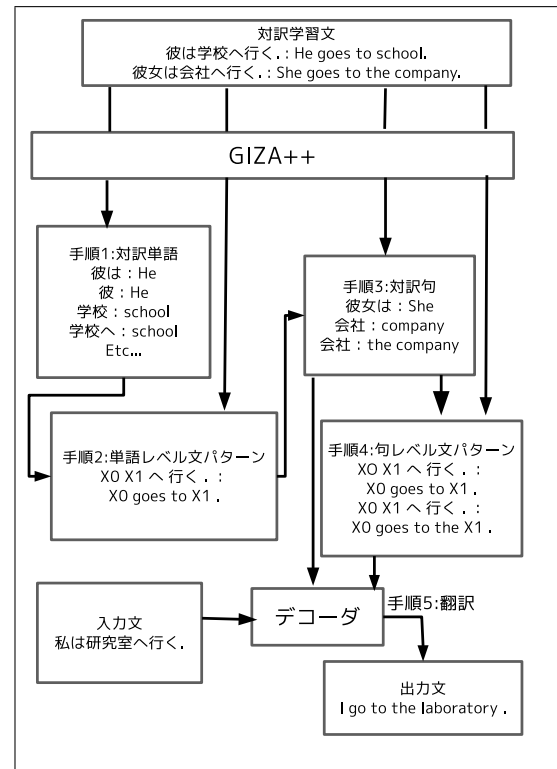 対訳学習文
彼は学校へ行く. : He goes to school.
彼女は会社へ行く. : She goes to the company.
GIZA++
手順1:対訳単語
彼は : He
彼 : He
学校 : school
学校へ : school
Etc...
手順3:対訳句
彼女は : She
会社 : company
会社 : the company
手順2:単語レベル文パターン
X0 X1 へ 行く . :
X0 goes to X1 .
手順4:句レベル文パターン
X0 X1 へ 行く . :
X0 goes to X1 .
X0 X1 へ 行く . :
X0 goes to the X1 .
入力文
私は研究室へ行く.
デコーダ
手順5:翻訳
出力文
I go to the laboratory .